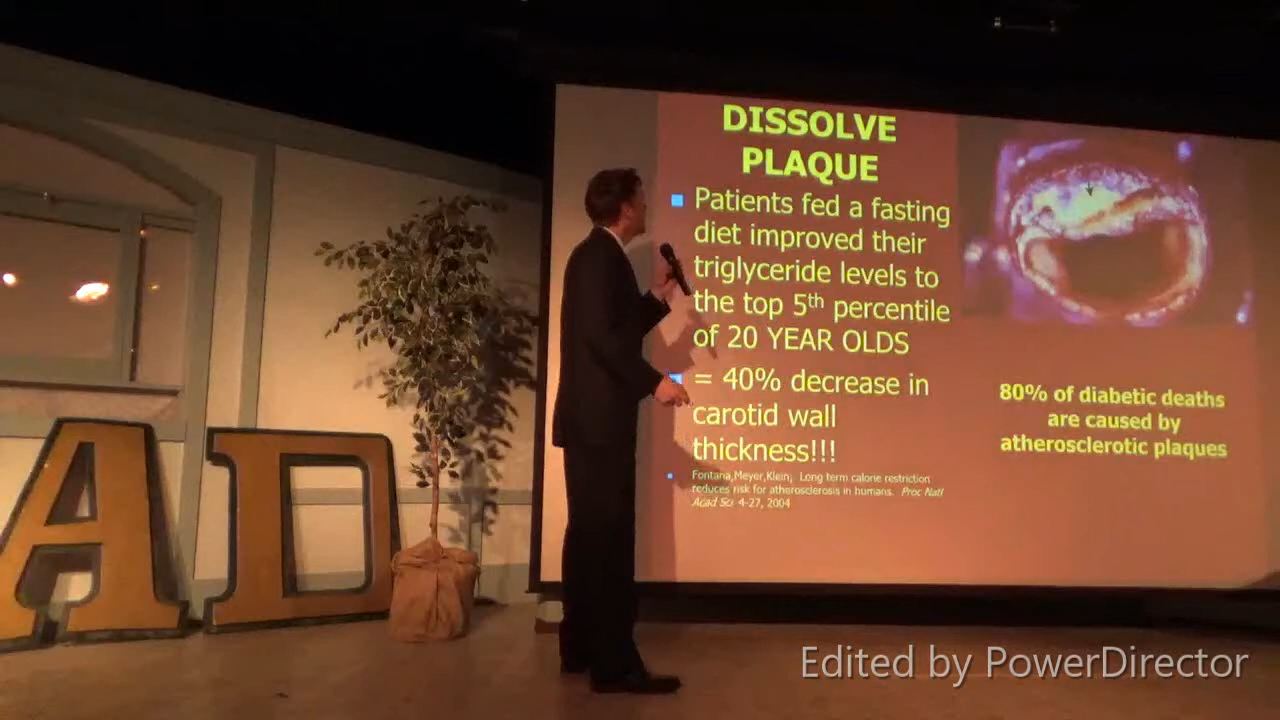 AD
DISSOLVE
PLAQUE
Patients fed a fasting
diet improved their
triglyceride levels to
the top 5th percentile
of 20 YEAR OLDS
= 40% decrease in
carotid wall
thickness!!!
Fontana,Meyer,Klein, Long term calorie restriction
reduces risk for atherosclerosis in humans. Proc Natl
Acad Sci 4-27, 2004
80% of diabetic deaths
are caused by
atherosclerotic plaques
Edited by PowerDirector